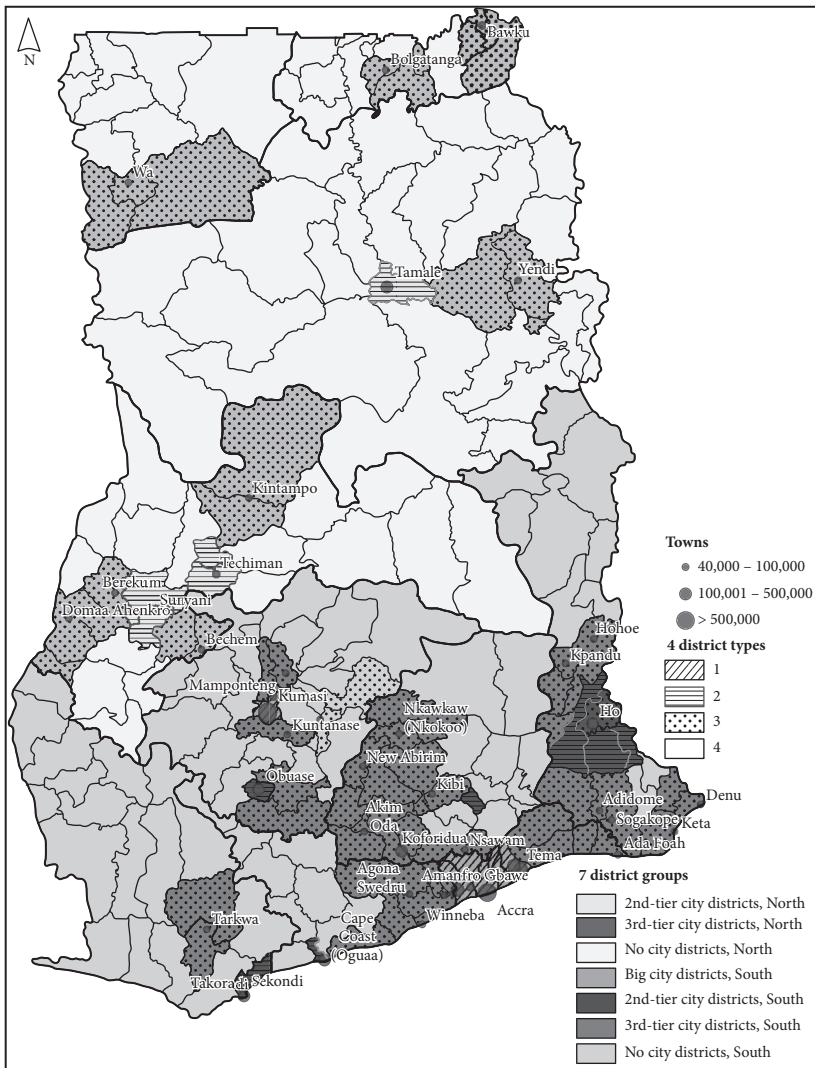 N
Bawku
Bolgatanga
Wa
Tamale
Yendi
Kintampo
Techiman
Berekum
Sunyani
Domaa Ahenkro
Bechem
Mamponteng
Kumasi
Kuntanase
Nkawkaw
(Nkokoo)
New Abirim
Obuase
Kibi
Akim
Oda
Koforidua
Nsawam
Hohoe
Kpandu
Ho
Adidome
Denu
Sogakope
Keta
Ada Foah
Tema
Agona
Swedru
Amanfro
Gbawe
Accra
Winneba
Cape
Coast
(Oguaa)
Tarkwa
Takoradi
Sekondi
Towns
40,000 – 100,000
100,001 – 500,000
> 500,000
4 district types
1
2
3
4
7 district groups
2nd-tier city districts, North
3rd-tier city districts, North
No city districts, North
Big city districts, South
2nd-tier city districts, South
3rd-tier city districts, South
No city districts, South